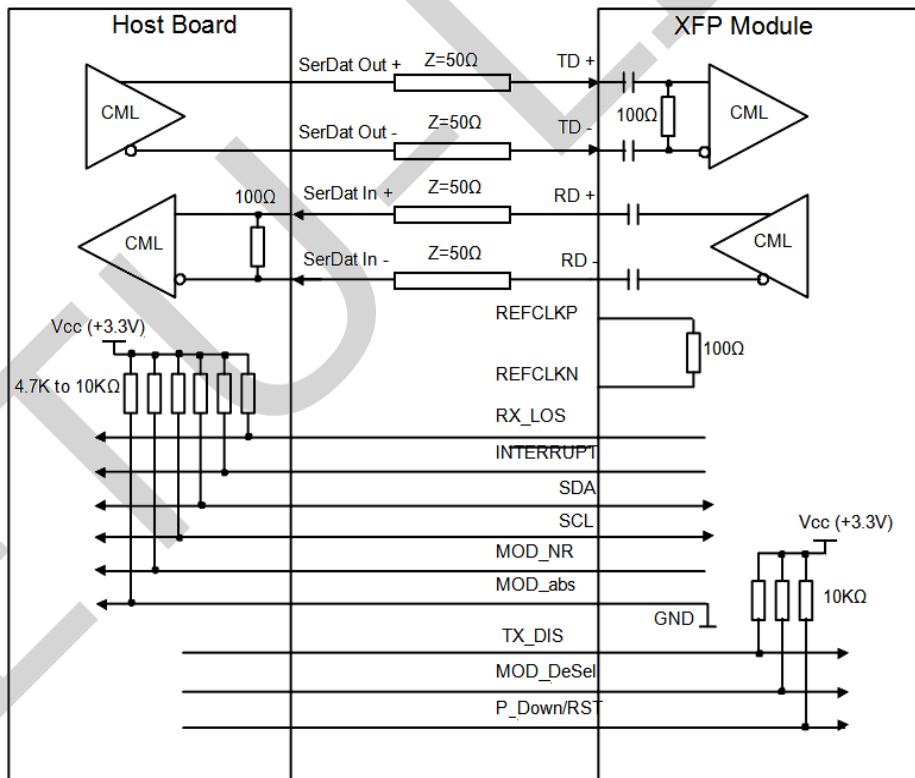 Host Board
XFP Module
SerDat Out +
Z=50Ω
TD +
CML
100Ω
CML
SerDat Out -
Z=50Ω
TD -
SerDat In +
Z=50Ω
RD +
100Ω
CML
CML
SerDat In -
Z=50Ω
RD -
REFCLKP
Vcc (+3.3V)
100Ω
4.7K to 10KΩ
REFCLKN
RX_LOS
INTERRUPT
SDA
SCL
Vcc (+3.3V)
MOD_NR
MOD_abs
10KΩ
GND
TX_DIS
MOD_DeSel
P_Down/RST